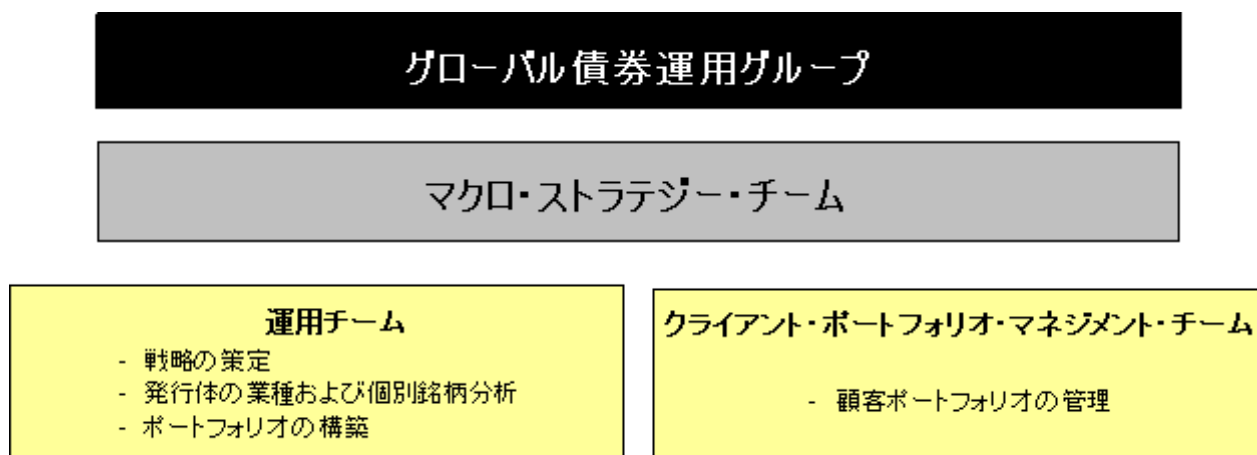 グローバル債券運用グループ
マクロ・ストラテジー・チーム
運用チーム
- 戦略の策定
- 発行体の業種および個別銘柄分析
- ポートフォリオの構築
クライアント・ポートフォリオ・マネジメント・チーム
- 顧客ポートフォリオの管理